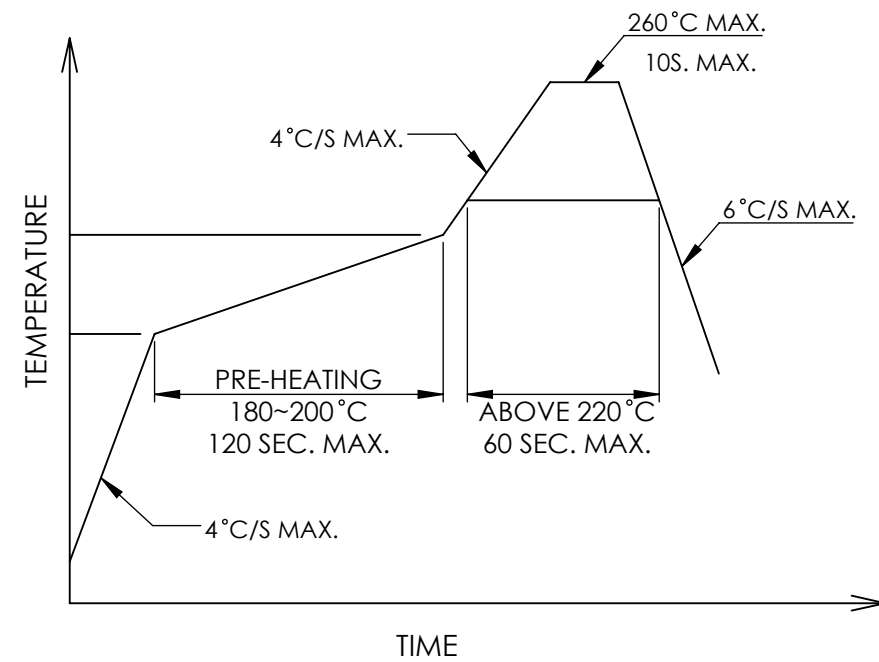 260°C MAX.
10S. MAX.
4°C/S MAX.
6°C/S MAX.
TEMPERATURE
PRE-HEATING
180~200°C
120 SEC. MAX.
ABOVE 220°C
60 SEC. MAX.
4°C/S MAX.
TIME